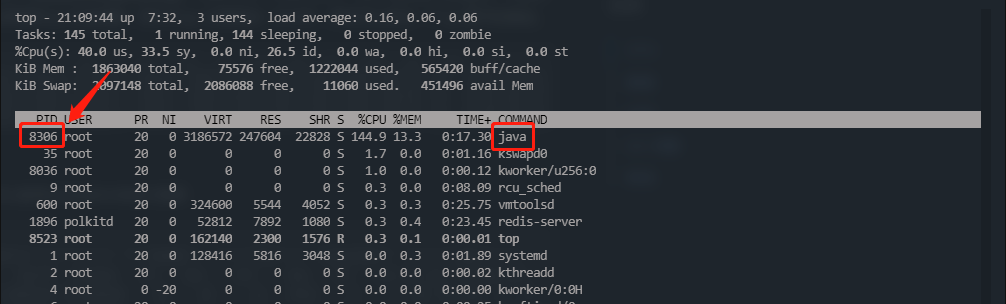 top - 21:09:44 up  7:32,  3 users,  load average: 0.16, 0.06, 0.06
Tasks: 145 total,   1 running, 144 sleeping,   0 stopped,   0 zombie
%Cpu(s): 40.0 us, 33.5 sy,  0.0 ni, 26.5 id,  0.0 wa,  0.0 hi,  0.0 si,  0.0 st
KiB Mem :  1863040 total,    75576 free,  1222044 used,   565420 buff/cache
KiB Swap:  2097148 total,  2086088 free,    11060 used.   451496 avail Mem
PID USER      PR  NI    VIRT    RES    SHR S  %CPU %MEM     TIME+ COMMAND
8306 root      20   0 3186572 247604  22828 S 144.9 13.3   0:17.30 java
35 root      20   0       0      0      0 S   1.7  0.0   0:01.16 kswapd0
8036 root      20   0       0      0      0 S   1.0  0.0   0:00.12 kworker/u256:0
9 root      20   0       0      0      0 S   0.3  0.0   0:08.09 rcu_sched
600 root      20   0  324600   5544   4052 S   0.3  0.3   0:25.75 vmtoolsd
1896 polkitd   20   0   52812   7892   1080 S   0.3  0.4   0:23.45 redis-server
8523 root      20   0  162140   2300   1576 R   0.3  0.1   0:00.01 top
1 root      20   0  128416   5816   3048 S   0.0  0.3   0:01.89 systemd
2 root      20   0       0      0      0 S   0.0  0.0   0:00.02 kthreadd
4 root       0 -20       0      0      0 S   0.0  0.0   0:00.00 kworker/0:0H